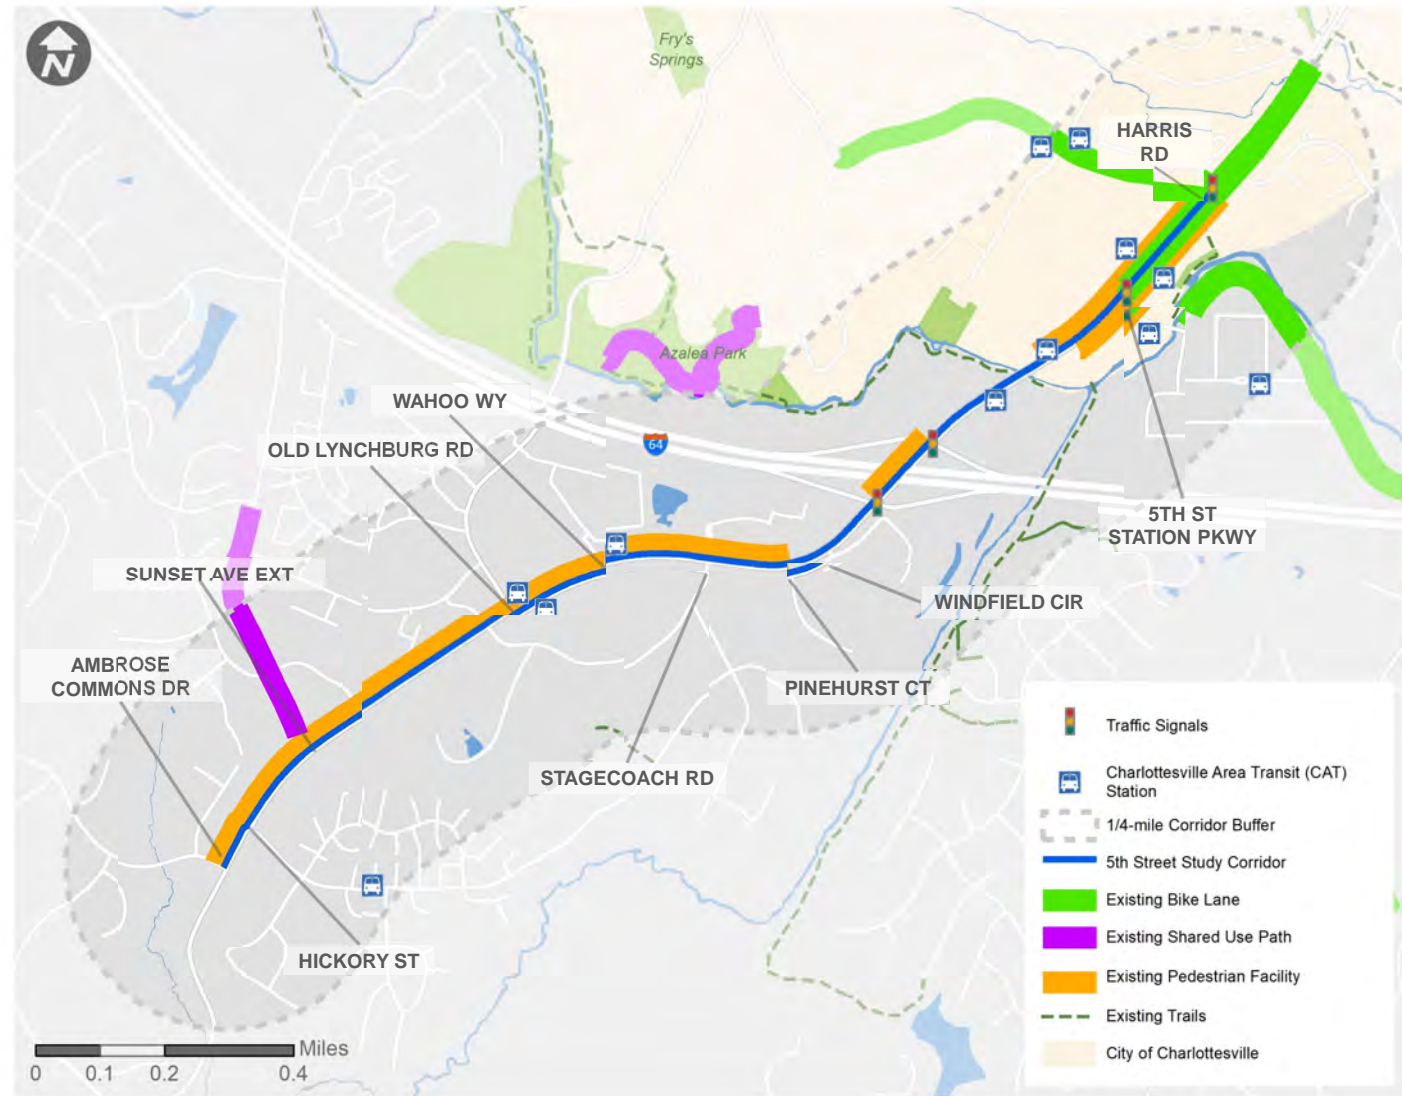 N
Fry's
Springs
HARRIS
RD
Azalea Park
WAHOO WY
OLD LYNCHBURG RD
64
5TH ST
STATION PKWY
SUNSET AVE EXT
WINDFIELD CIR
AMBROSE
COMMONS DR
PINEHURST CT
STAGECOACH RD
HICKORY ST
Traffic Signals
Charlottesville Area Transit (CAT)
Station
1/4-mile Corridor Buffer
5th Street Study Corridor
Existing Bike Lane
Existing Shared Use Path
Existing Pedestrian Facility
Existing Trails
City of Charlottesville
Miles
0 0.1 0.2 0.4